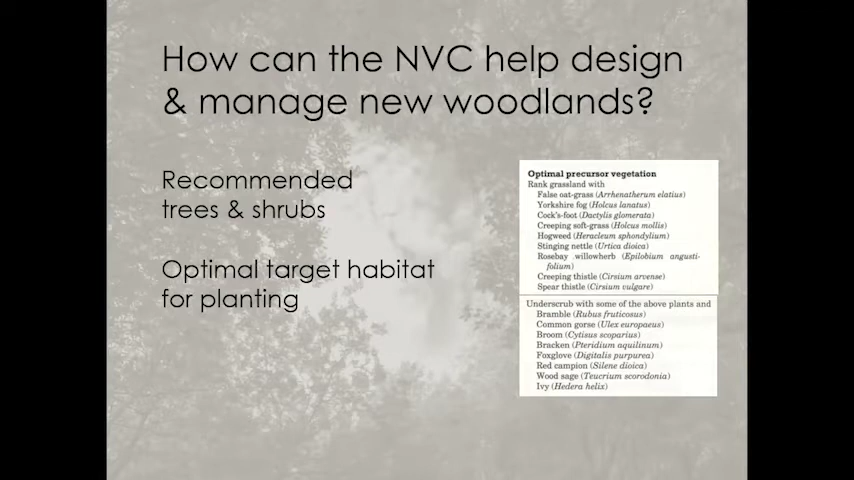 How can the NVC help design
& manage new woodlands?
Recommended
trees & shrubs
Optimal target habitat
for planting
Optimal precursor vegetation
Rank grassland with
False oat-grass (Arrhenatherum elatius)
Yorkshire fog (Holcus lanatus)
Cock's-foot (Dactylis glomerata)
Creeping soft-grass (Holcus mollis)
Hogweed (Heracleum sphondylium)
Stinging nettle (Urtica dioica)
Rosebay willowherb (Epilobium angusti-
folium)
Creeping thistle (Cirsium arvense)
Spear thistle (Cirsium vulgare)
Underscrub with some of the above plants and
Bramble (Rubus fruticosus)
Common gorse (Ulex europaeus)
Broom (Cytisus scoparius)
Bracken (Pteridium aquilinum)
Foxglove (Digitalis purpurea)
Red campion (Silene dioica)
Wood sage (Teucrium scorodonia)
Ivy (Hedera helix)